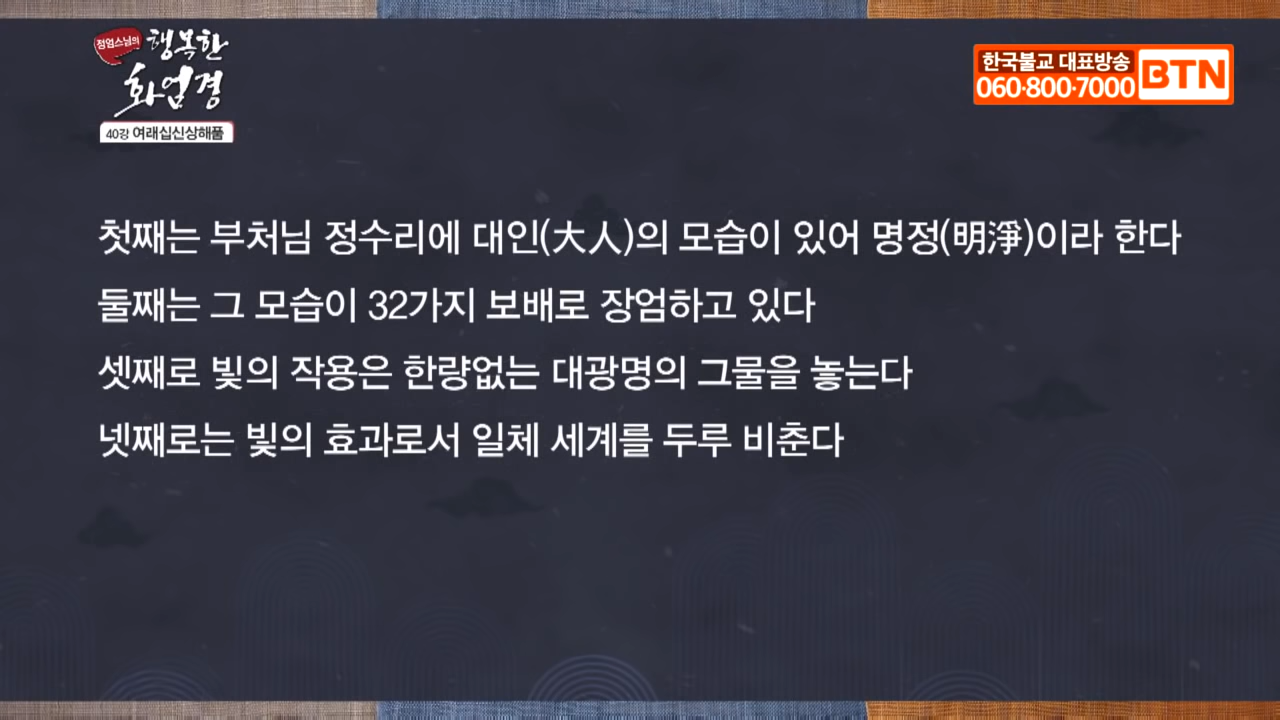 정엄스님의
행복한
화엄경
40강 여래십신상해품
한국불교 대표방송
060·800·7000
BTN
첫째는 부처님 정수리에 대인(大人)의 모습이 있어 명정(明淨)이라 한다
둘째는 그 모습이 32가지 보배로 장엄하고 있다
셋째로 빛의 작용은 한량없는 대광명의 그물을 놓는다
넷째로는 빛의 효과로서 일체 세계를 두루 비춘다